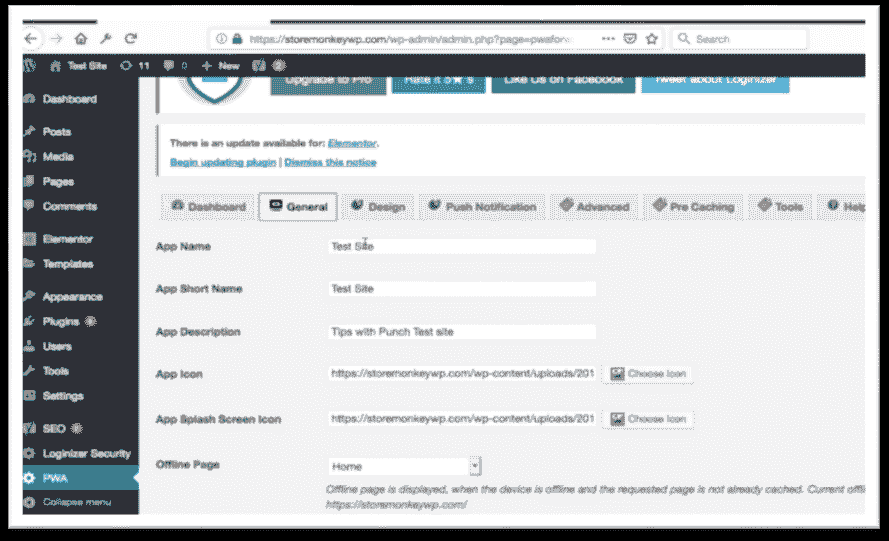 https://storemonkeywp.com/wp-admin/admin.php?page=pwafor
Search
Test Site 11 0 + New
Upgrade to Pro Rate it 5★'s Like Us on Facebook Tweet about Loginizer
There is an update available for: Elementor.
Begin updating plugin | Dismiss this notice
Dashboard
Posts
Media
Pages
Comments
Elementor
Templates
Appearance
Plugins
Users
Tools
Settings
SEO
Loginizer Security
PWA
Collapse menu
Dashboard General Design Push Notification Advanced Pre Caching Tools Help
App Name Test Site
App Short Name Test Site
App Description Tips with Punch Test site
App Icon https://storemonkeywp.com/wp-content/uploads/201 Choose Icon
App Splash Screen Icon https://storemonkeywp.com/wp-content/uploads/201 Choose Icon
Offline Page Home
Offline page is displayed, when the device is offline and the requested page is not already cached. Current offli
https://storemonkeywp.com/